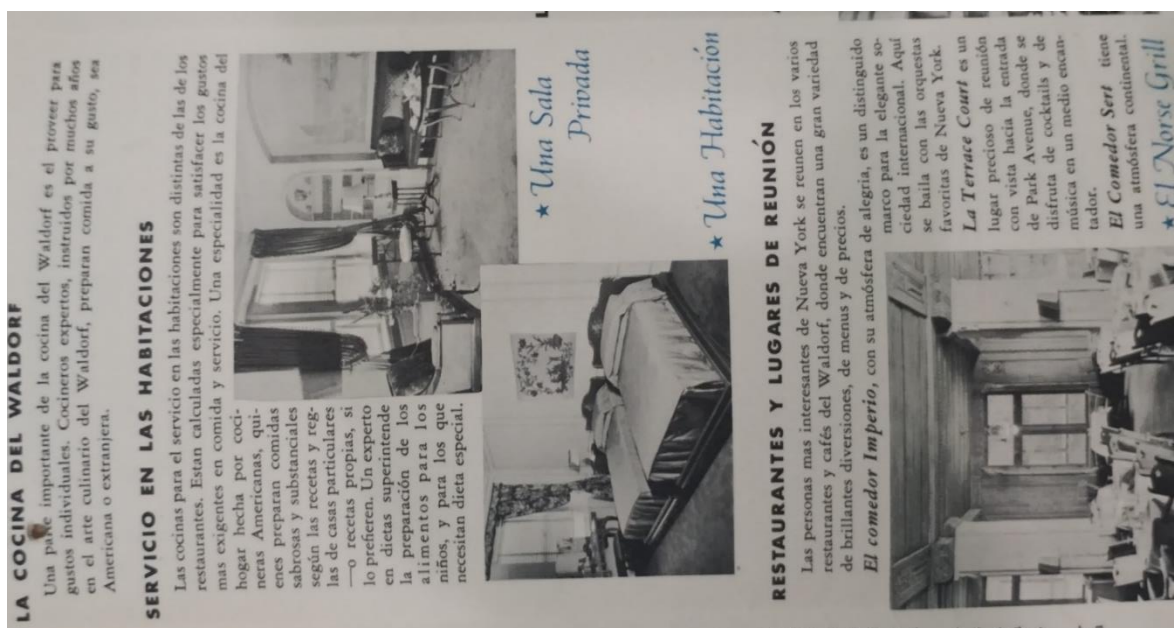 LA COCINA DEL WALDORF
Una parte importante de la cocina del Waldorf es el proveer para
gustos individuales. Cocineros expertos, instruidos por muchos años
en el arte culinario del Waldorf, preparan comida a su gusto, sea
Americana o extranjera.
SERVICIO EN LAS HABITACIONES
Las cocinas para el servicio en las habitaciones son distintas de las de los
restaurantes. Estan calculadas especialmente para satisfacer los gustos
mas exigentes en comida y servicio. Una especialidad es la cocina del
hogar hecha por coci-
neras Americanas, qui-
enes preparan comidas
sabrosas y substanciales
según las recetas y reg-
las de casas particulares
—o recetas propias, si
lo prefieren. Un experto
en dietas superintende
la preparación de los
alimentos para los
niños, y para los que
necesitan dieta especial.
★ Una Sala
Privada
★ Una Habitación
RESTAURANTES Y LUGARES DE REUNIÓN
Las personas mas interesantes de Nueva York se reunen en los varios
restaurantes y cafés del Waldorf, donde encuentran una gran variedad
de brillantes diversiones, de menus y de precios.
El comedor Imperio, con su atmósfera de alegria, es un distinguido
marco para la elegante so-
ciedad internacional. Aquí
se baila con las orquestas
favoritas de Nueva York.
La Terrace Court es un
lugar precioso de reunión
con vista hacia la entrada
de Park Avenue, donde se
disfruta de cocktails y de
música en un medio encan-
tador.
El Comedor Sert tiene
una atmósfera continental.
★ El Norse Grill